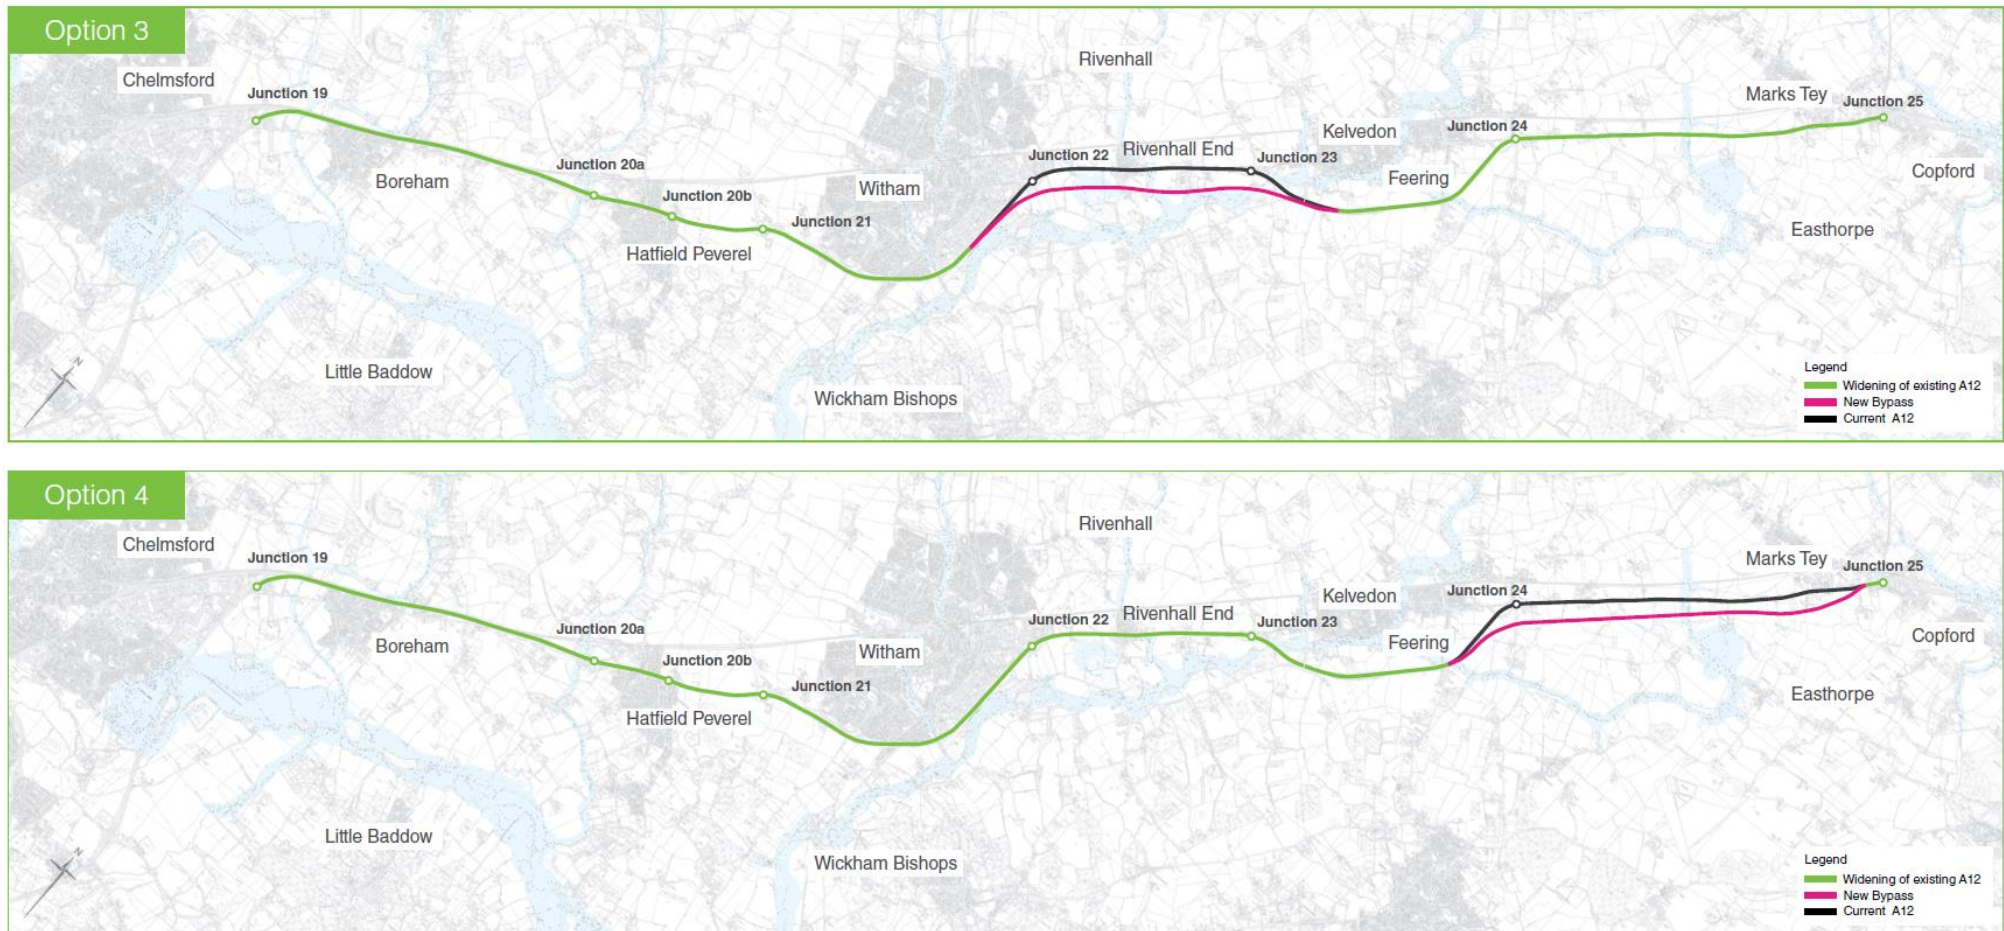 Option 3
Rivenhall
Chelmsford
Junction 19
Marks Tey
Junction 25
Kelvedon
Junction 24
Junction 22
Rivenhall End
Junction 23
Junction 20a
Boreham
Junction 20b
Witham
Feering
Copford
Junction 21
Hatfield Peverel
Easthorpe
Little Baddow
Wickham Bishops
N
Legend
Widening of existing A12
New Bypass
Current A12
Option 4
Rivenhall
Chelmsford
Junction 19
Marks Tey
Junction 25
Kelvedon
Junction 24
Junction 22
Rivenhall End
Junction 23
Junction 20a
Boreham
Junction 20b
Witham
Feering
Copford
Junction 21
Hatfield Peverel
Easthorpe
Little Baddow
Wickham Bishops
N
Legend
Widening of existing A12
New Bypass
Current A12